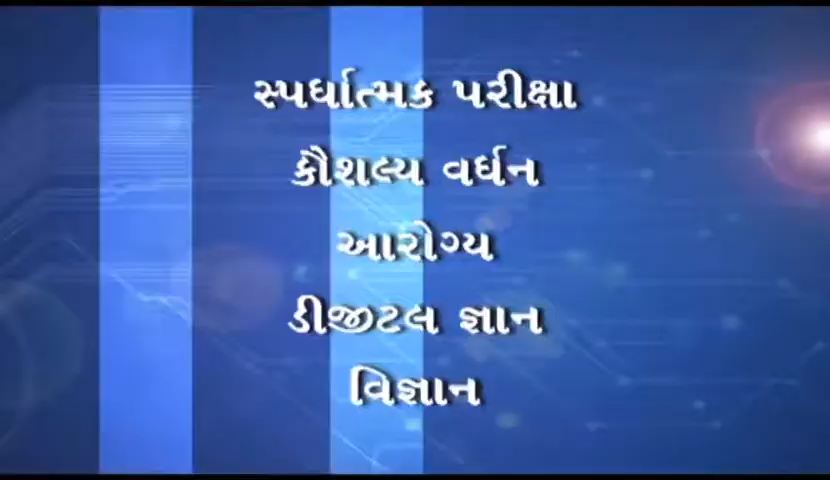 સ્પર્ધાત્મક પરીક્ષા
કૌશલ્ય વર્ધન
આરોગ્ય
ડીજીટલ જ્ઞાન
વિજ્ઞાન